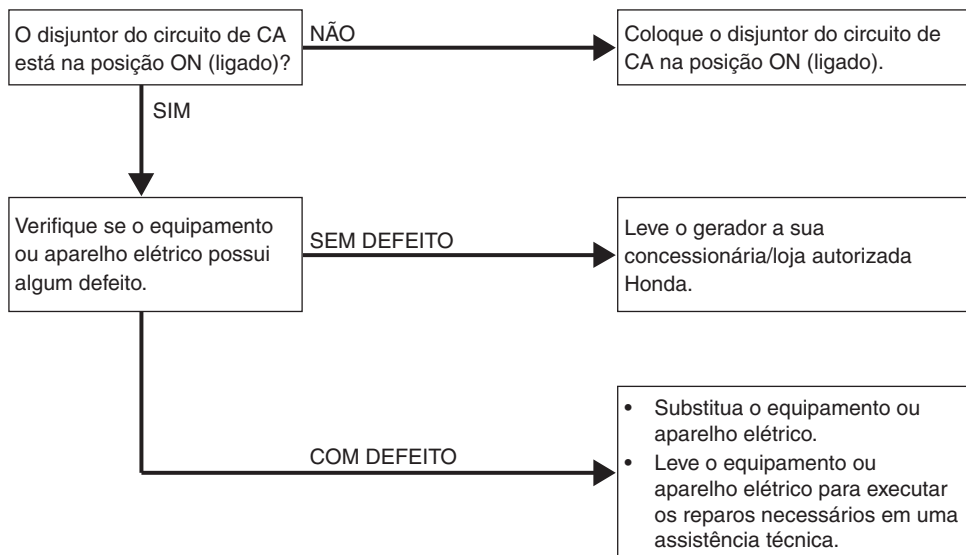 O disjuntor do circuito de CA
está na posição ON (ligado)?
NÃO
Coloque o disjuntor do circuito de
CA na posição ON (ligado).
SIM
Verifique se o equipamento
ou aparelho elétrico possui
algum defeito.
SEM DEFEITO
Leve o gerador a sua
concessionária/loja autorizada
Honda.
COM DEFEITO
• Substitua o equipamento ou
aparelho elétrico.
• Leve o equipamento ou
aparelho elétrico para executar
os reparos necessários em uma
assistência técnica.